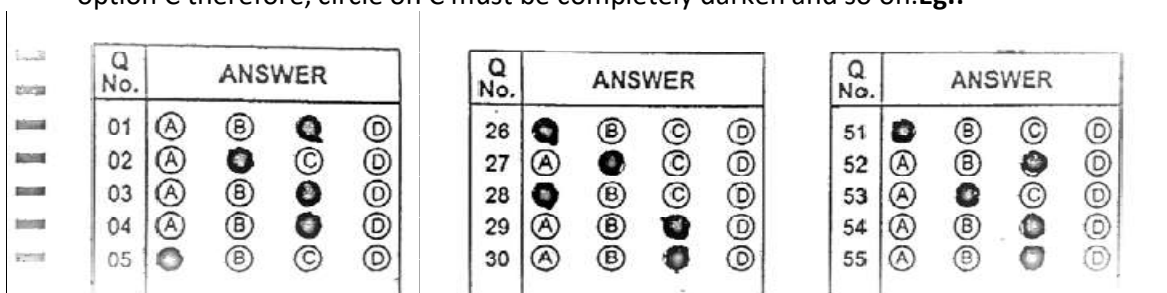 option C therefore, circle on C must be completely darken and so on.Eg:.
Q No. ANSWER
01 A B D
02 A C D
03 A B D
04 A B D
05 B C D
Q No. ANSWER
26 B C D
27 A C D
28 B C D
29 A B D
30 A B D
Q No. ANSWER
51 B C D
52 A B D
53 A C D
54 A B D
55 A B D